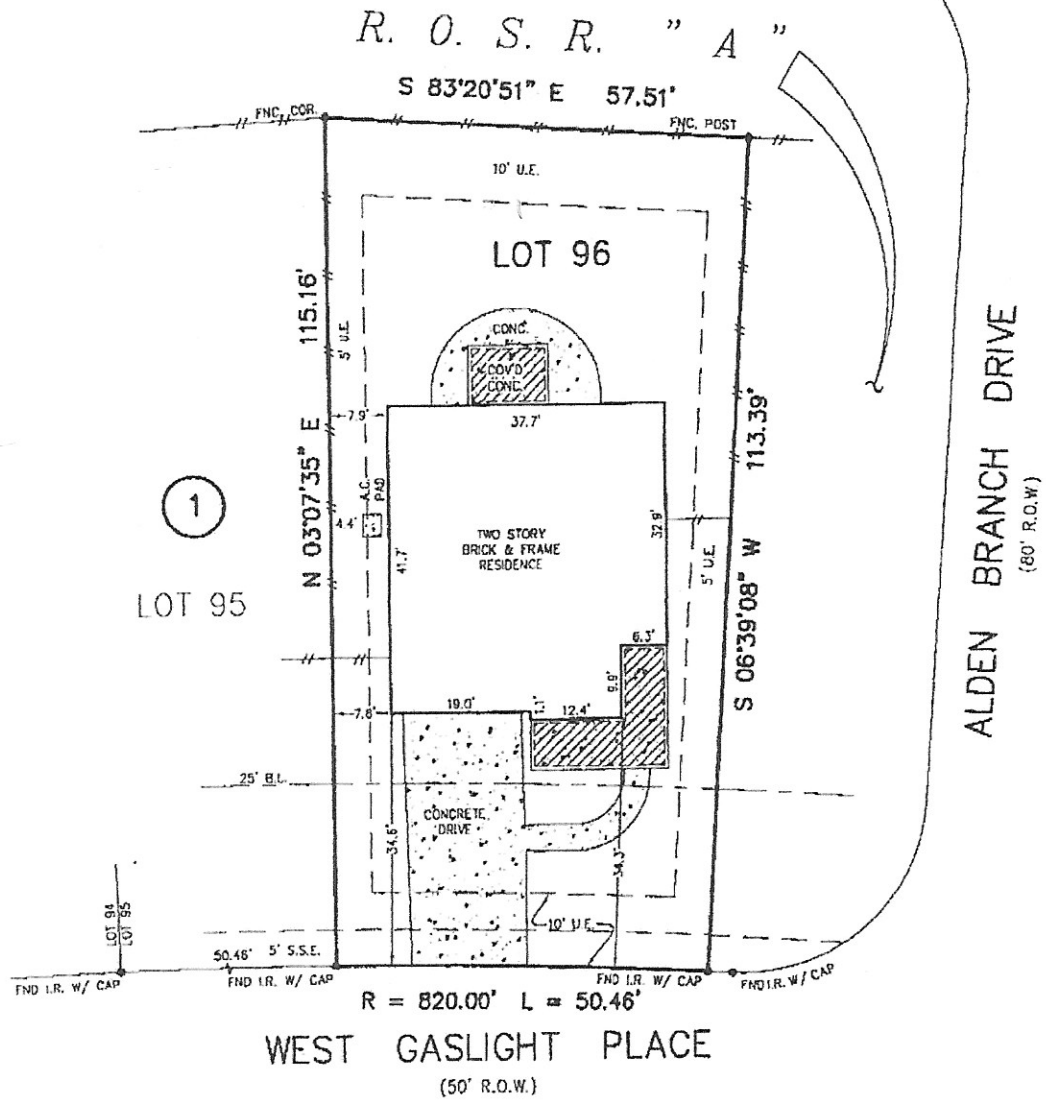 R. O. S. R. " A "
S 83°20'51" E 57.51'
FNC. COR.
FNC. POST
10' U.E.
LOT 96
115.16'
5' U.E.
N 03°07'35" E
CONC.
COV'D
CONC.
7.9'
37.7'
113.39'
S 06°39'08" W
ALDEN BRANCH DRIVE
(80' R.O.W)
1
LOT 95
A.C.
PAD
4.4'
41.7'
TWO STORY
BRICK & FRAME
RESIDENCE
32.9'
5' U.E.
6.3'
9.9'
7.8'
19.0'
1.1'
12.4'
25' B.L.
CONCRETE
DRIVE
34.6'
34.3'
10' U.E.
LOT 94
LOT 95
50.46' 5' S.S.E.
FND I.R. W/ CAP
FND I.R. W/ CAP
FND I.R. W/ CAP
FND I.R. W/ CAP
R = 820.00' L = 50.46'
WEST GASLIGHT PLACE
(50' R.O.W.)